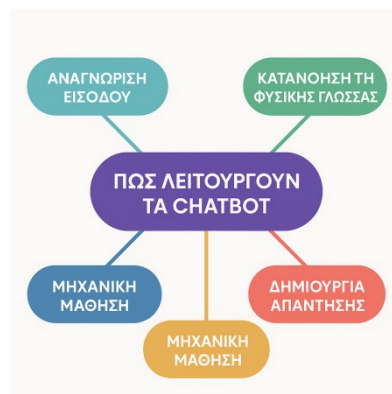 ΑΝΑΓΝΩΡΙΣΗ
ΕΙΣΟΔΟΥ
ΚΑΤΑΝΟΗΣΗ ΤΗ
ΦΥΣΙΚΗΣ ΓΛΩΣΣΑΣ
ΠΩΣ ΛΕΙΤΟΥΡΓΟΥΝ
ΤΑ CHATBOT
ΜΗΧΑΝΙΚΗ
ΜΑΘΗΣΗ
ΜΗΧΑΝΙΚΗ
ΜΑΘΗΣΗ
ΔΗΜΙΟΥΡΓΙΑ
ΑΠΑΝΤΗΣΗΣ